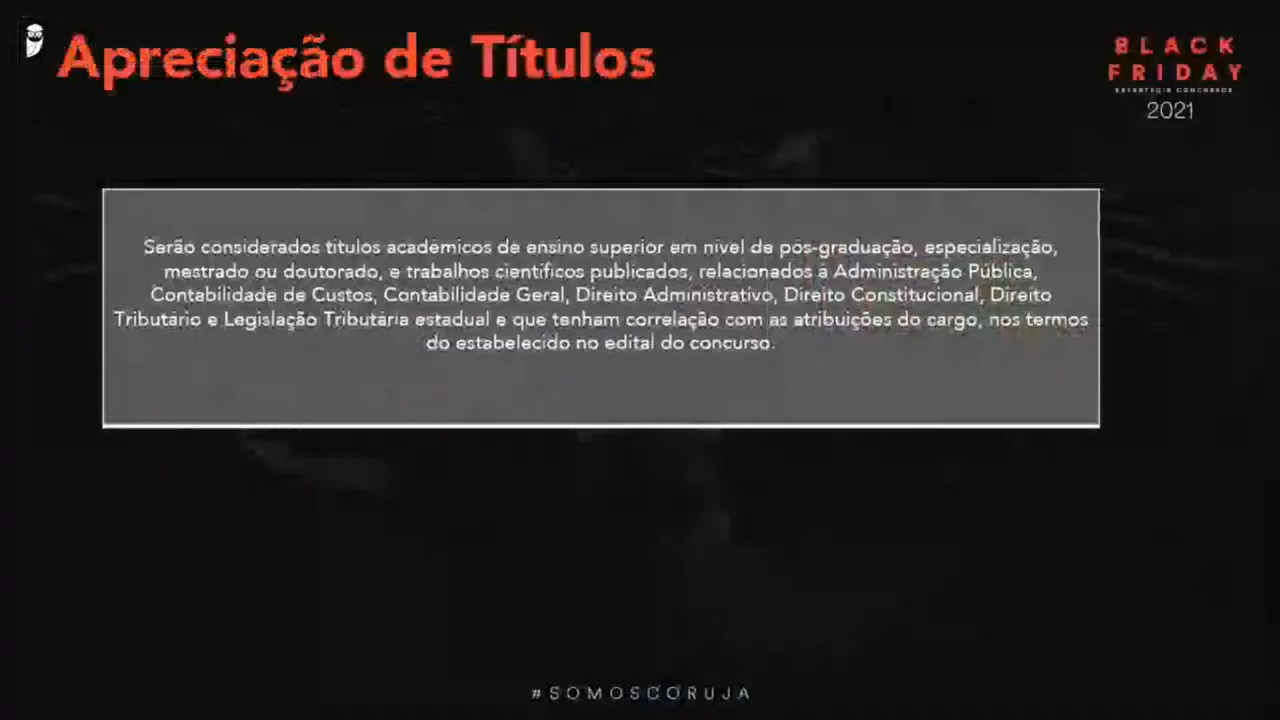 Apreciação de Títulos
BLACK
FRIDAY
ESTRATÉGIA CONCURSOS
2021
Serão considerados títulos acadêmicos de ensino superior em nível de pós-graduação, especialização,
mestrado ou doutorado, e trabalhos científicos publicados, relacionados à Administração Pública,
Contabilidade de Custos, Contabilidade Geral, Direito Administrativo, Direito Constitucional, Direito
Tributário e Legislação Tributária estadual e que tenham correlação com as atribuições do cargo, nos termos
do estabelecido no edital do concurso.
#SOMOSCORUJA